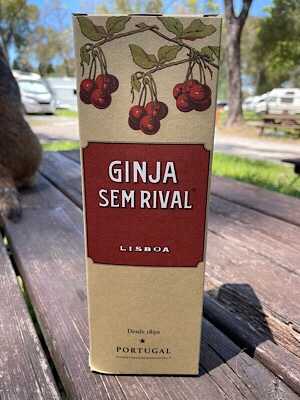 GINJA
SEM RIVAL®
LISBOA
Desde 1890
PORTUGAL